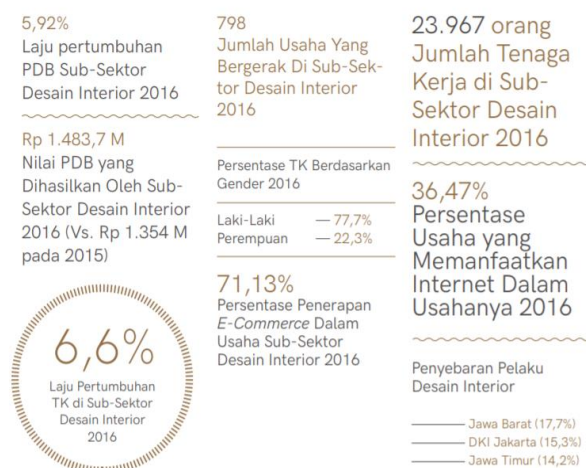 5,92%
Laju pertumbuhan
PDB Sub-Sektor
Desain Interior 2016
Rp 1.483,7 M
Nilai PDB yang
Dihasilkan Oleh Sub-
Sektor Desain Interior
2016 (Vs. Rp 1.354 M
pada 2015)
6,6%
Laju Pertumbuhan
TK di Sub-Sektor
Desain Interior
2016
798
Jumlah Usaha Yang
Bergerak Di Sub-Sek-
tor Desain Interior
2016
Persentase TK Berdasarkan
Gender 2016
Laki-Laki — 77,7%
Perempuan — 22,3%
71,13%
Persentase Penerapan
E-Commerce Dalam
Usaha Sub-Sektor
Desain Interior 2016
23.967 orang
Jumlah Tenaga
Kerja di Sub-
Sektor Desain
Interior 2016
36,47%
Persentase
Usaha yang
Memanfaatkan
Internet Dalam
Usahanya 2016
Penyebaran Pelaku
Desain Interior
Jawa Barat (17,7%)
DKI Jakarta (15,3%)
Jawa Timur (14,2%)